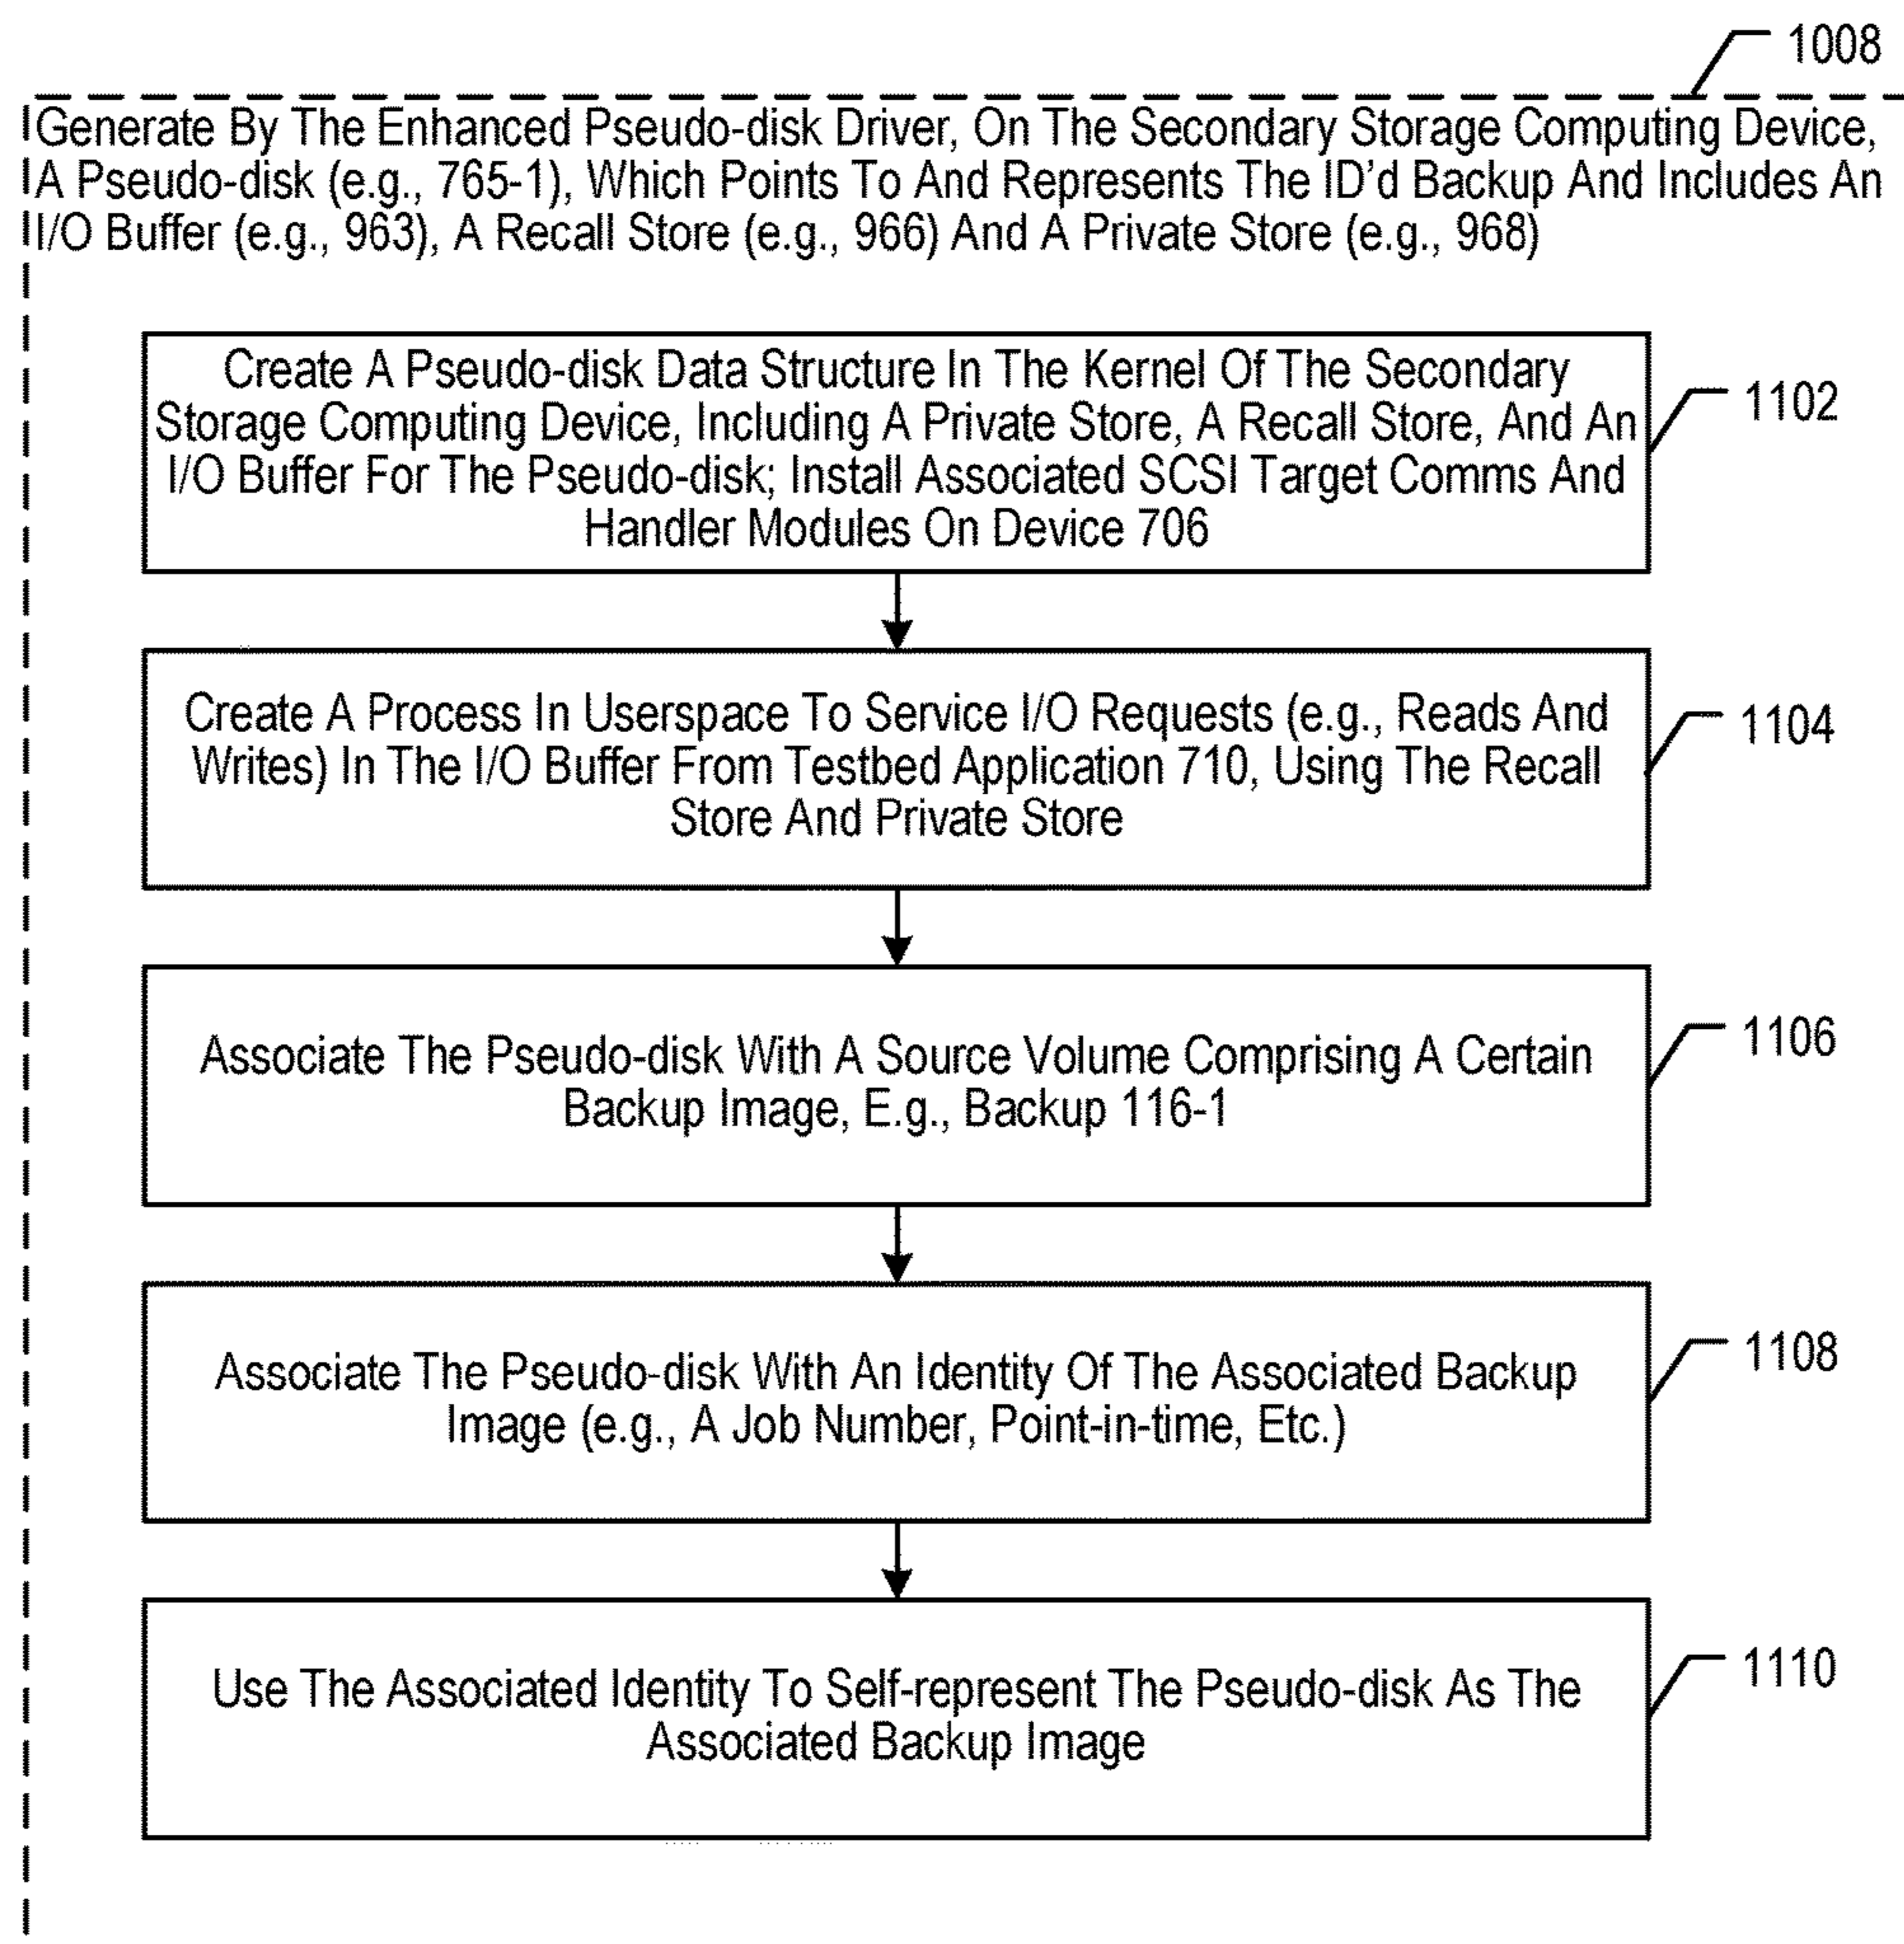 1008
Generate By The Enhanced Pseudo-disk Driver, On The Secondary Storage Computing Device,
A Pseudo-disk (e.g., 765-1), Which Points To And Represents The ID'd Backup And Includes An
I/O Buffer (e.g., 963), A Recall Store (e.g., 966) And A Private Store (e.g., 968)
Create A Pseudo-disk Data Structure In The Kernel Of The Secondary
Storage Computing Device, Including A Private Store, A Recall Store, And An
I/O Buffer For The Pseudo-disk; Install Associated SCSI Target Comms And
Handler Modules On Device 706
1102
Create A Process In Userspace To Service I/O Requests (e.g., Reads And
Writes) In The I/O Buffer From Testbed Application 710, Using The Recall
Store And Private Store
1104
Associate The Pseudo-disk With A Source Volume Comprising A Certain
Backup Image, E.g., Backup 116-1
1106
Associate The Pseudo-disk With An Identity Of The Associated Backup
Image (e.g., A Job Number, Point-in-time, Etc.)
1108
Use The Associated Identity To Self-represent The Pseudo-disk As The
Associated Backup Image
1110